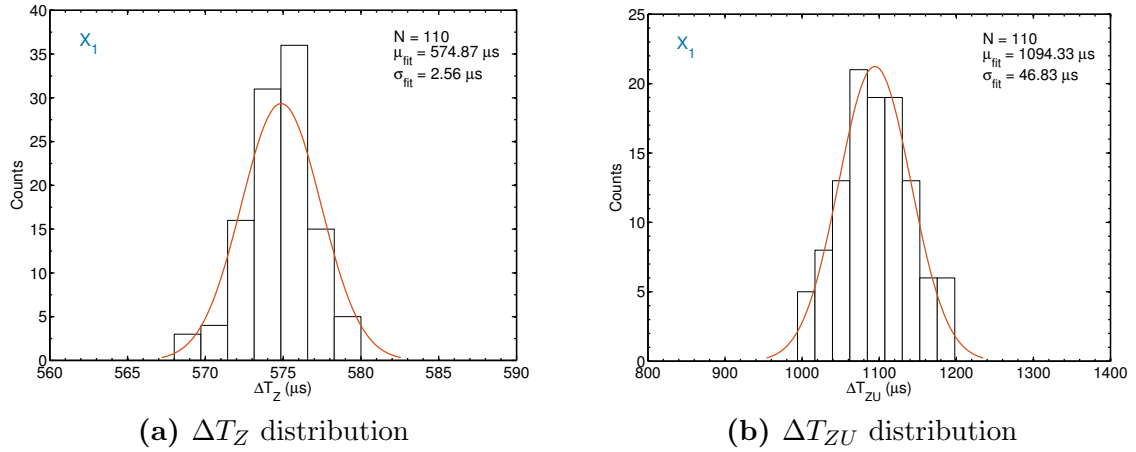 X1
N = 110
μfit = 574.87 μs
σfit = 2.56 μs
40
35
30
25
20
15
10
5
0
Counts
560 565 570 575 580 585 590
ΔTZ (μs)
(a) ΔTZ distribution
X1
N = 110
μfit = 1094.33 μs
σfit = 46.83 μs
25
20
15
10
5
0
Counts
800 900 1000 1100 1200 1300 1400
ΔTZU (μs)
(b) ΔTZU distribution